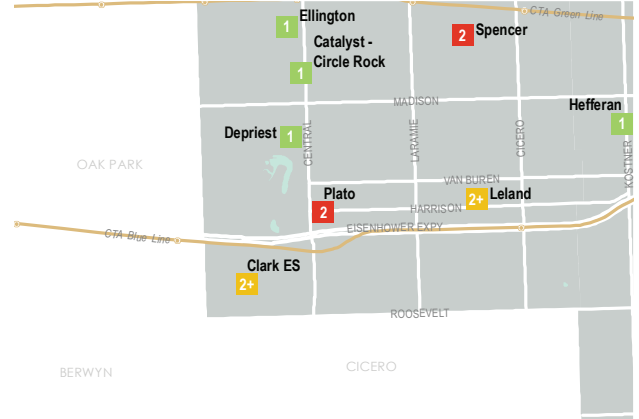 Ellington
1
CTA Green Line
2
Spencer
Catalyst -
Circle Rock
1
MADISON
Hefferan
1
Depriest
1
CENTRAL
LARAMIE
CICERO
KOSTNER
OAK PARK
VAN BUREN
Plato
2
2+
Leland
HARRISON
EISENHOWER EXPY
CTA Blue Line
Clark ES
2+
ROOSEVELT
BERWYN
CICERO